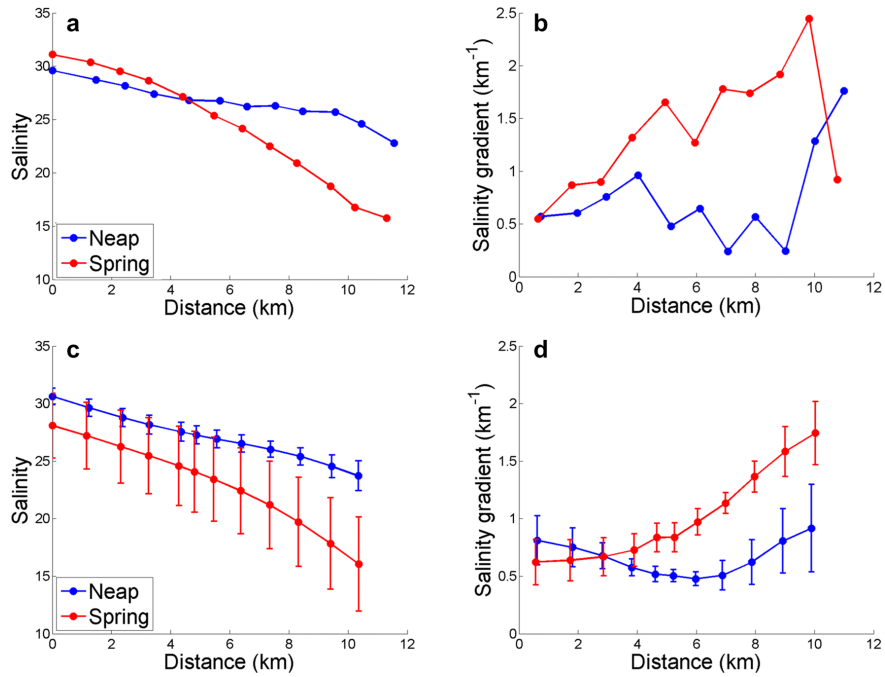 a
35
30
25
20
15
10
Salinity
Neap
Spring
0 2 4 6 8 10 12
Distance (km)
b
2.5
2
1.5
1
0.5
0
Salinity gradient (km⁻¹)
0 2 4 6 8 10 12
Distance (km)
c
35
30
25
20
15
10
Salinity
Neap
Spring
0 2 4 6 8 10 12
Distance (km)
d
2.5
2
1.5
1
0.5
0
Salinity gradient (km⁻¹)
0 2 4 6 8 10 12
Distance (km)